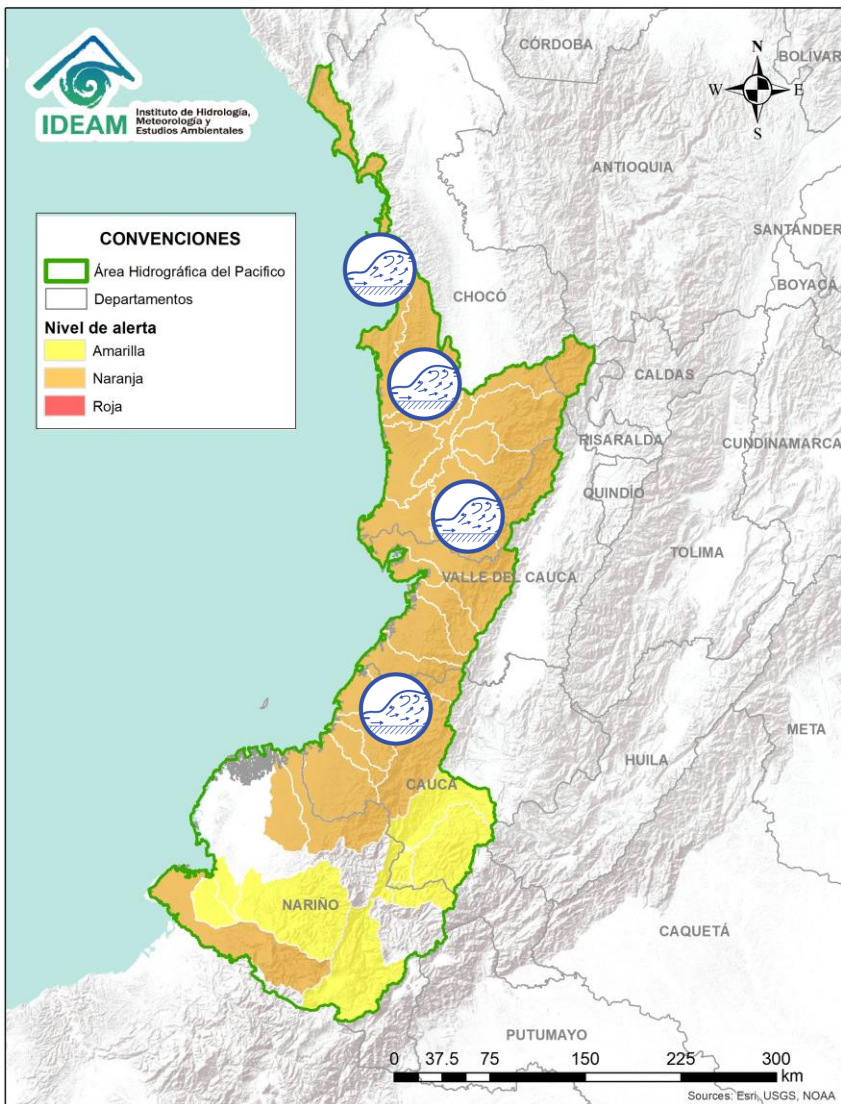 IDEAM
Instituto de Hidrología,
Meteorología y
Estudios Ambientales
CÓRDOBA
BOLÍVAR
N
W
E
S
ANTIOQUIA
SANTANDER
BOYACÁ
CHOCÓ
CONVENCIONES
Área Hidrográfica del Pacifico
Departamentos
Nivel de alerta
Amarilla
Naranja
Roja
CALDAS
RISARALDA
CUNDINAMARCA
QUINDÍO
TOLIMA
VALLE DEL CAUCA
META
HUILA
CAUCA
NARIÑO
CAQUETÁ
PUTUMAYO
0 37.5 75 150 225 300
km
Sources: Esri, USGS, NOAA